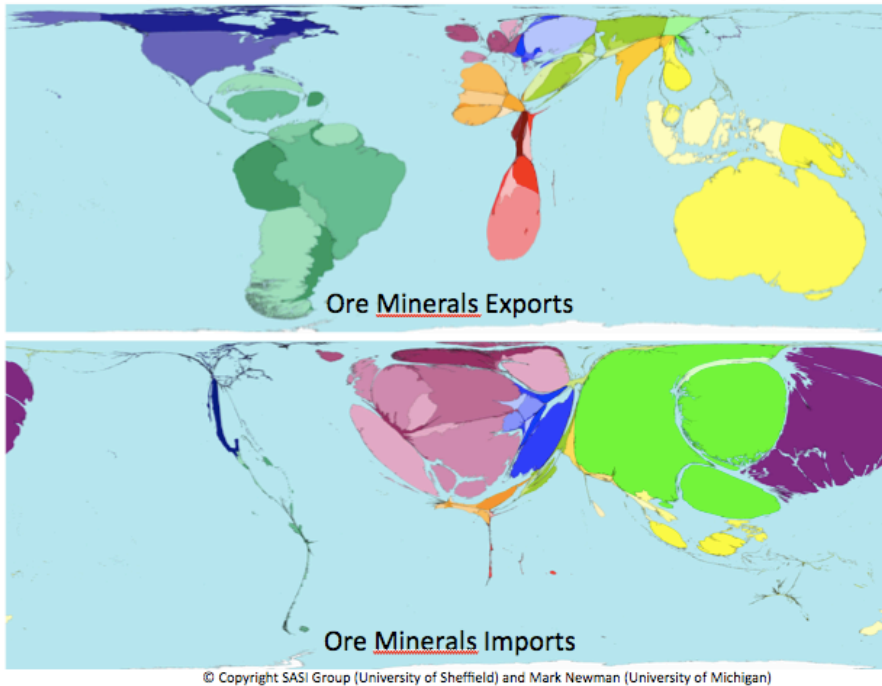 Ore Minerals Exports
Ore Minerals Imports
© Copyright SASI Group (University of Sheffield) and Mark Newman (University of Michigan)